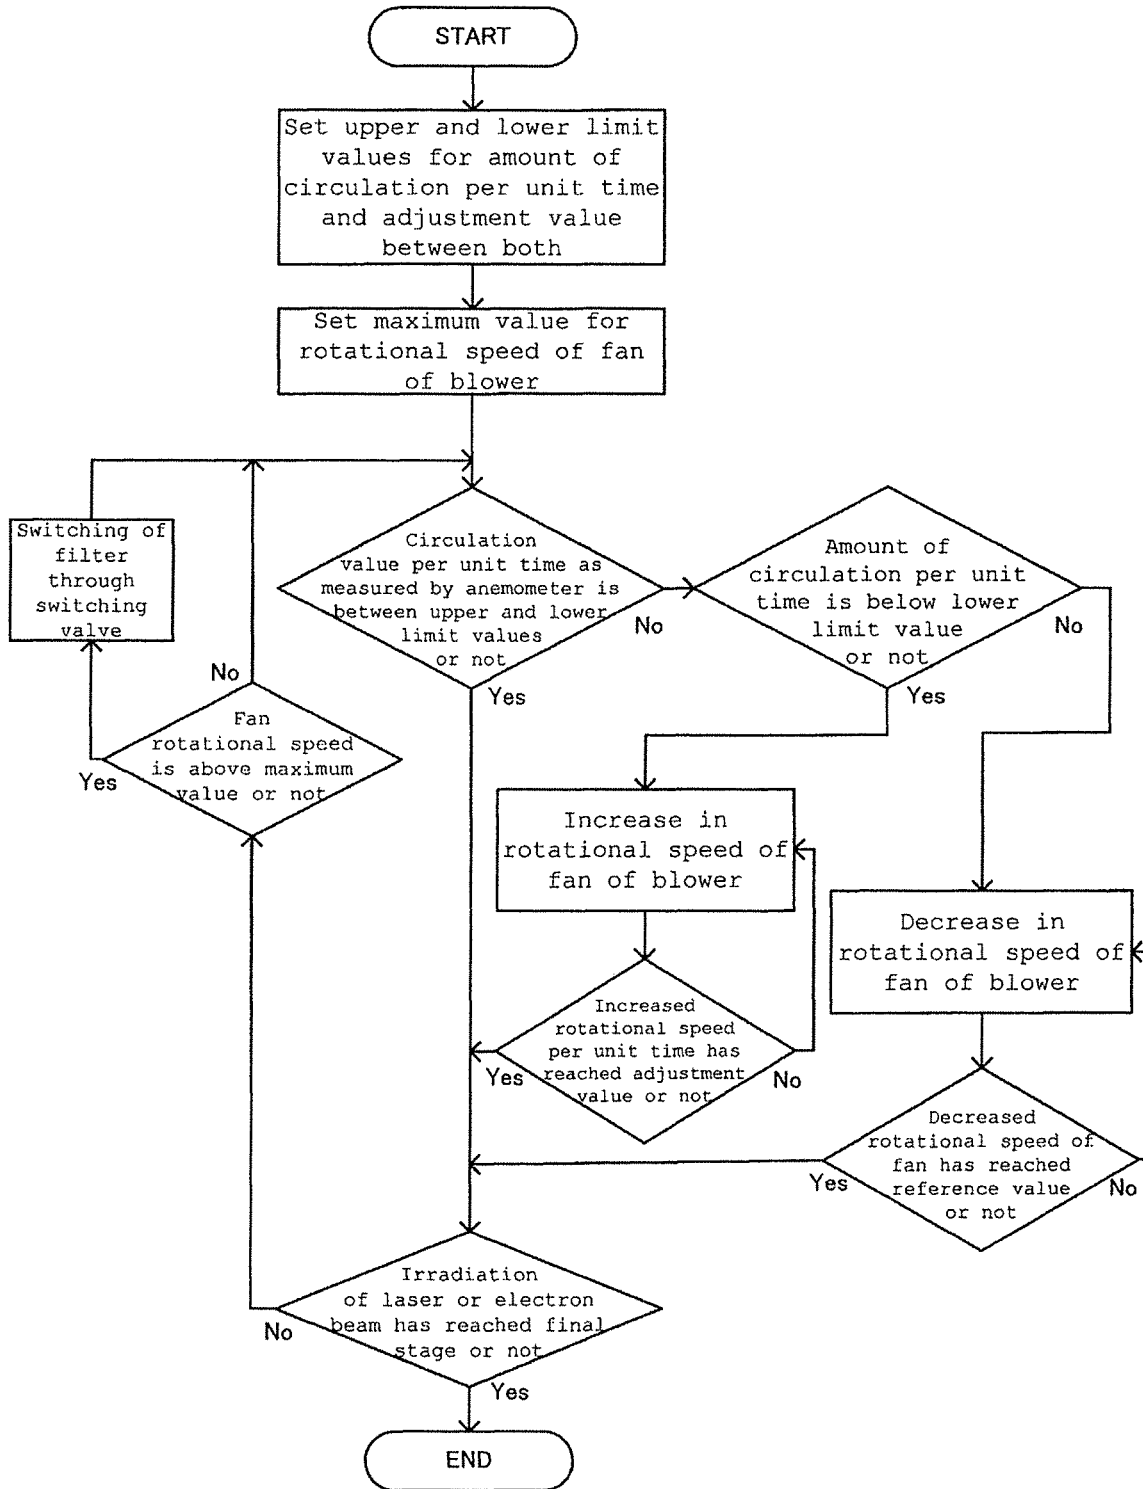 START
Set upper and lower limit
values for amount of
circulation per unit time
and adjustment value
between both
Set maximum value for
rotational speed of fan
of blower
Switching of
filter
through
switching
valve
Circulation
value per unit time as
measured by anemometer is
between upper and lower
limit values
or not
No
Yes
Amount of
circulation per unit
time is below lower
limit value
or not
No
Yes
No
Fan
rotational speed
is above maximum
value or not
Yes
Increase in
rotational speed of
fan of blower
Decrease in
rotational speed of
fan of blower
Increased
rotational speed
per unit time has
reached adjustment
value or not
Yes
No
Decreased
rotational speed of
fan has reached
reference value
or not
Yes
No
Irradiation
of laser or electron
beam has reached final
stage or not
No
Yes
END